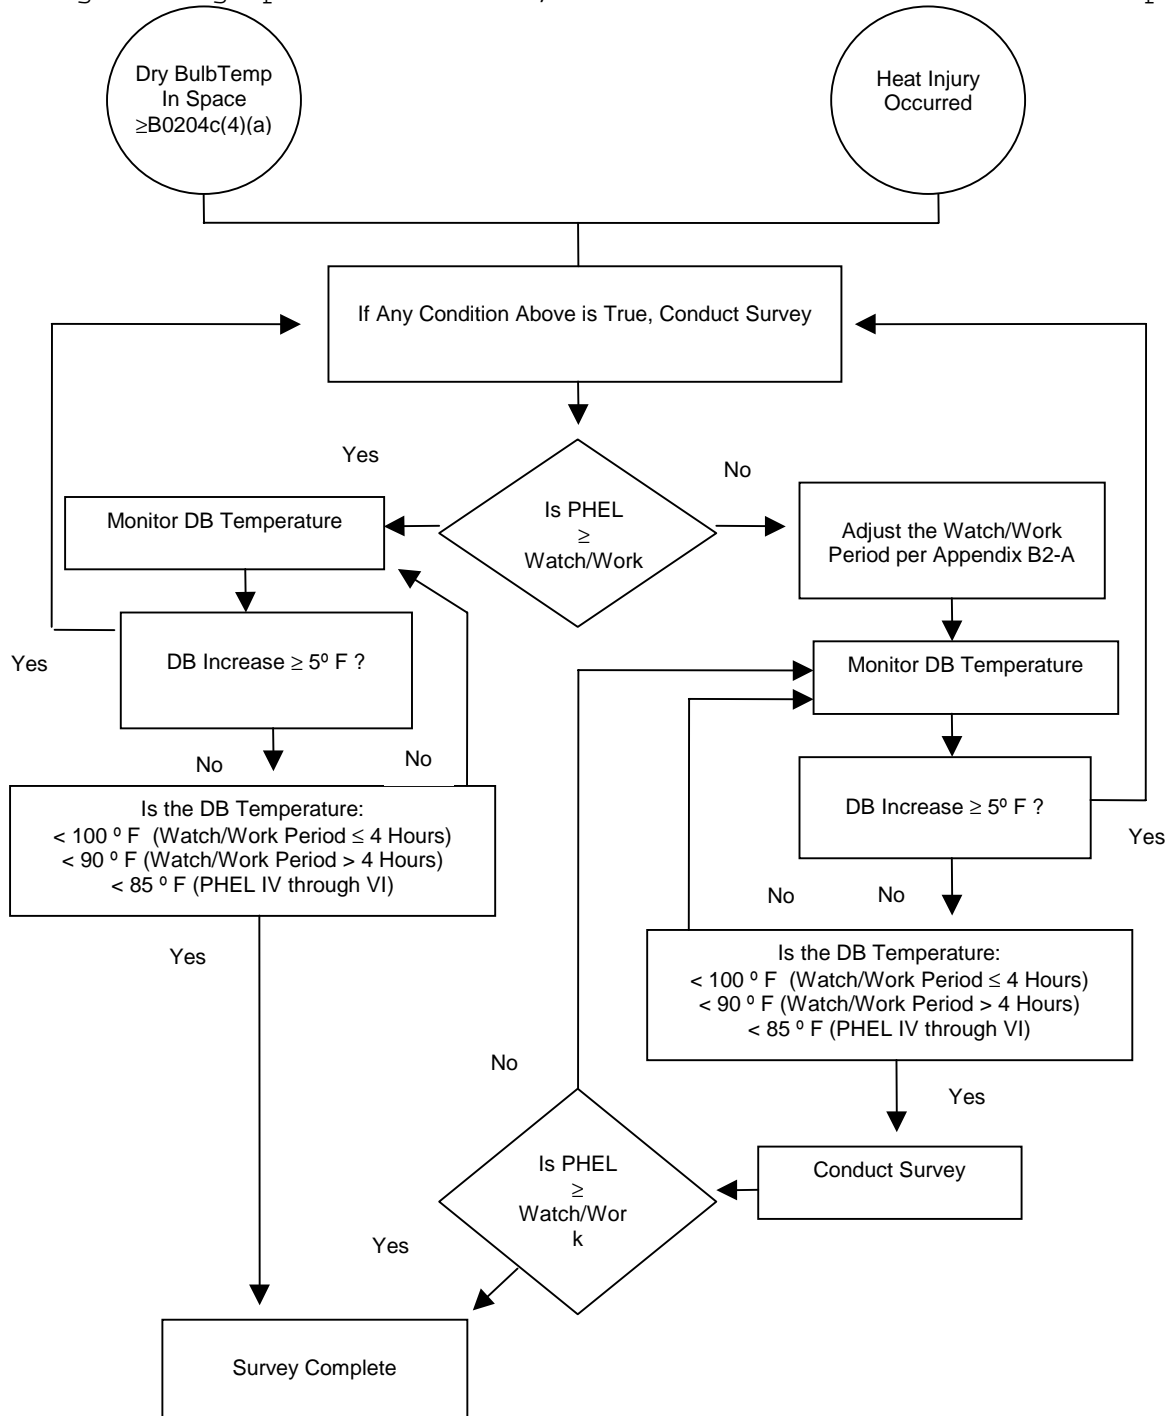 Dry BulbTemp
In Space
≥B0204c(4)(a)
Heat Injury
Occurred
If Any Condition Above is True, Conduct Survey
Yes
No
Is PHEL
≥
Watch/Work
Monitor DB Temperature
Adjust the Watch/Work
Period per Appendix B2-A
DB Increase ≥ 5º F ?
Yes
Monitor DB Temperature
No
No
DB Increase ≥ 5º F ?
Yes
Is the DB Temperature:
< 100 º F (Watch/Work Period ≤ 4 Hours)
< 90 º F (Watch/Work Period > 4 Hours)
< 85 º F (PHEL IV through VI)
No
No
Yes
Is the DB Temperature:
< 100 º F (Watch/Work Period ≤ 4 Hours)
< 90 º F (Watch/Work Period > 4 Hours)
< 85 º F (PHEL IV through VI)
No
Yes
Is PHEL
≥
Watch/Wor
k
Conduct Survey
Yes
Survey Complete